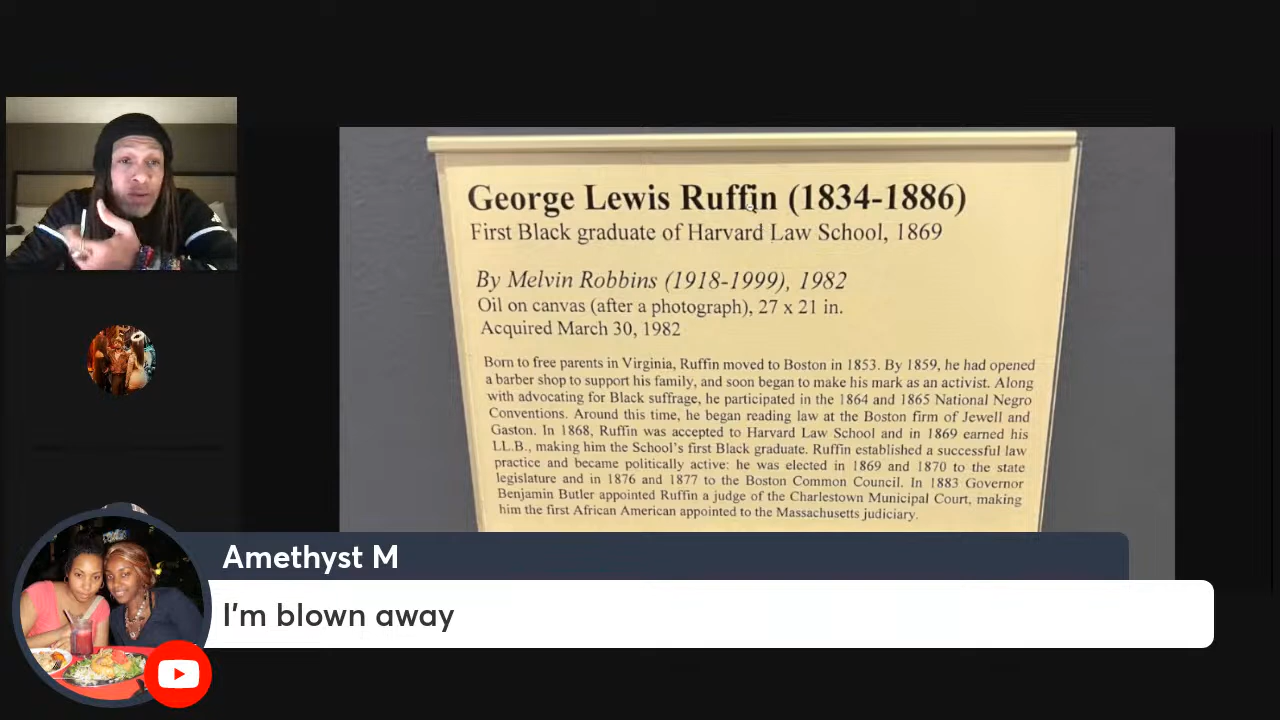 George Lewis Ruffin (1834-1886)
First Black graduate of Harvard Law School, 1869
By Melvin Robbins (1918-1999), 1982
Oil on canvas (after a photograph), 27 x 21 in.
Acquired March 30, 1982
Born to free parents in Virginia, Ruffin moved to Boston in 1853. By 1859, he had opened
a barber shop to support his family, and soon began to make his mark as an activist. Along
with advocating for Black suffrage, he participated in the 1864 and 1865 National Negro
Conventions. Around this time, he began reading law at the Boston firm of Jewell and
Gaston. In 1868, Ruffin was accepted to Harvard Law School and in 1869 earned his
LL.B., making him the School's first Black graduate. Ruffin established a successful law
practice and became politically active: he was elected in 1869 and 1870 to the state
legislature and in 1876 and 1877 to the Boston Common Council. In 1883 Governor
Benjamin Butler appointed Ruffin a judge of the Charlestown Municipal Court, making
him the first African American appointed to the Massachusetts judiciary.
Amethyst M
I'm blown away